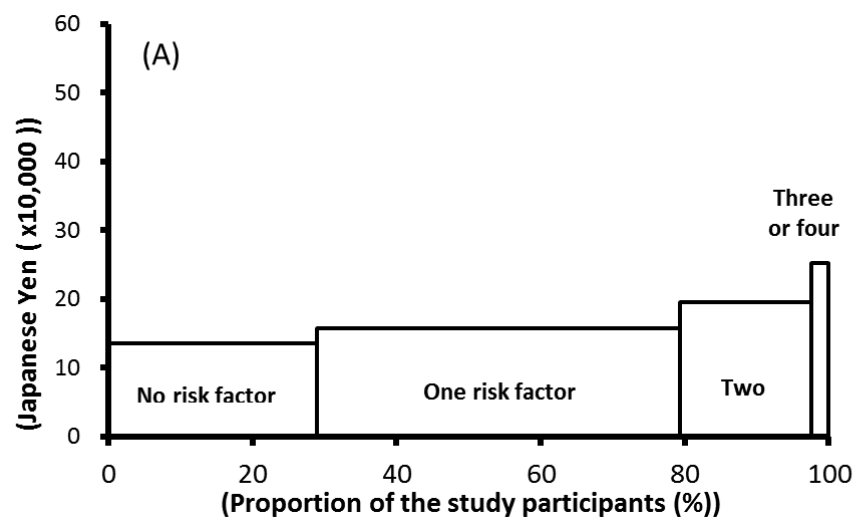 60
(A)
50
40
30
20
10
0
(Japanese Yen ( x10,000 ))
Three
or four
No risk factor
One risk factor
Two
0 20 40 60 80 100
(Proportion of the study participants (%))